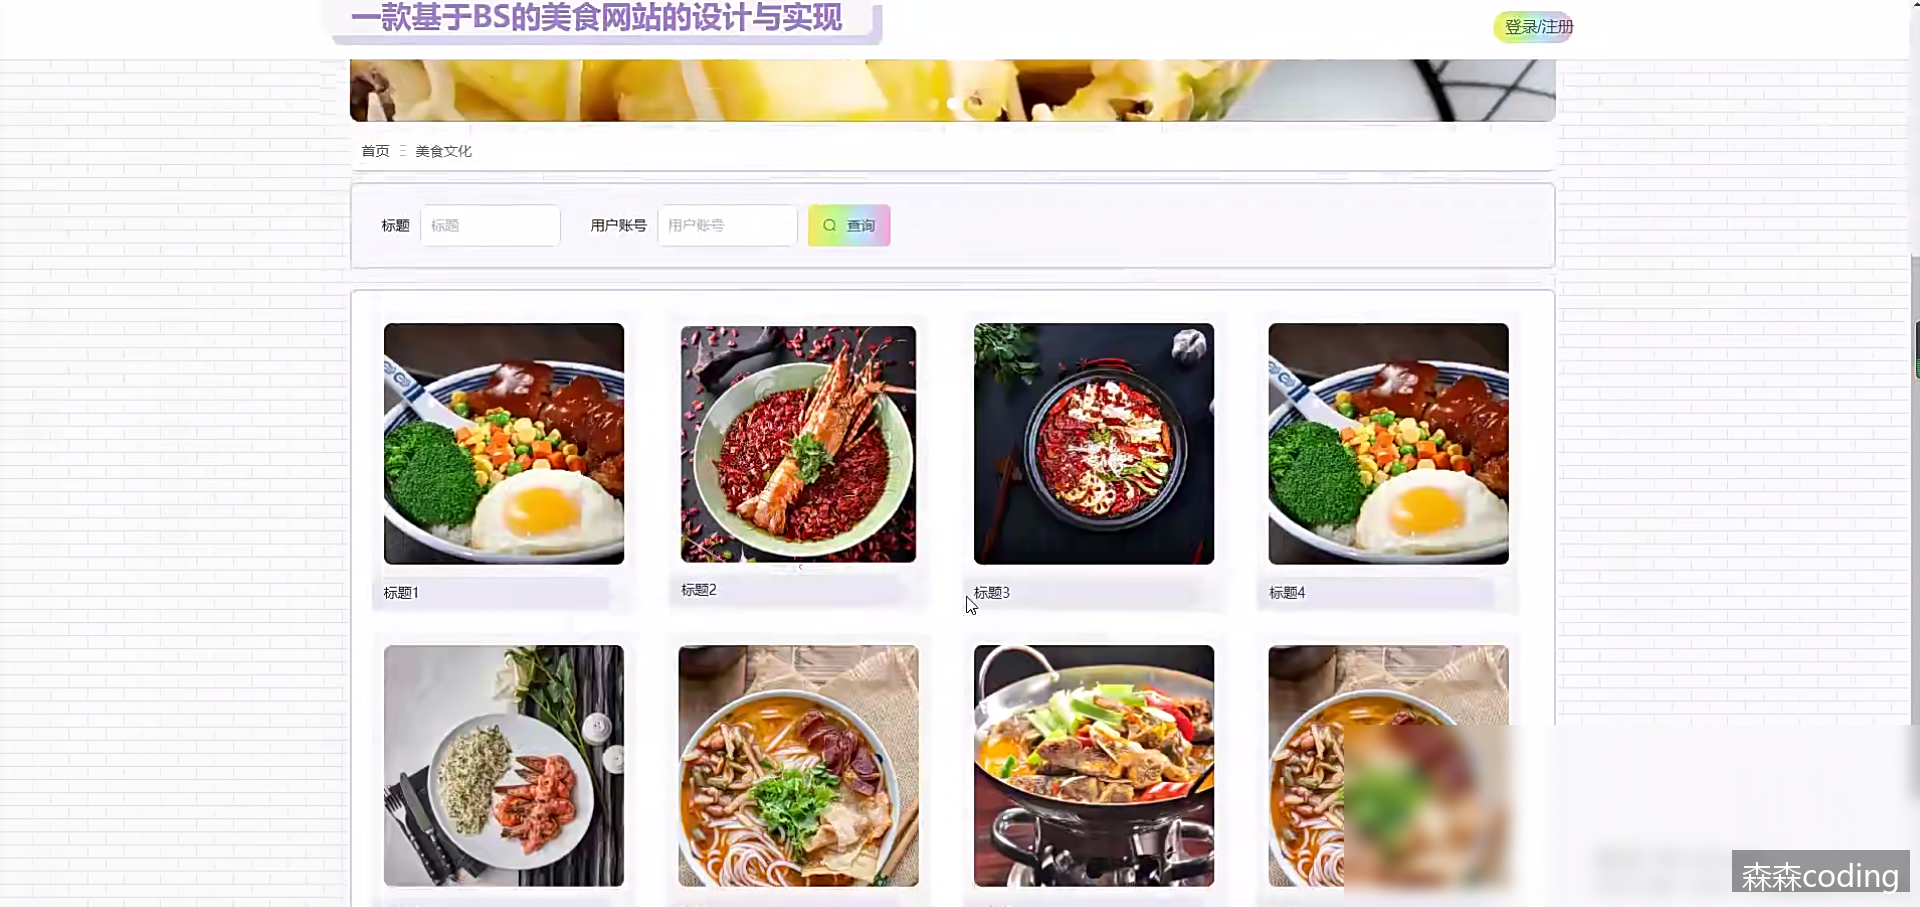 一款基于BS的美食网站的设计与实现
登录/注册
首页 美食文化
标题 标题 用户账号 用户账号 查询
标题1 标题2 标题3 标题4
森森coding